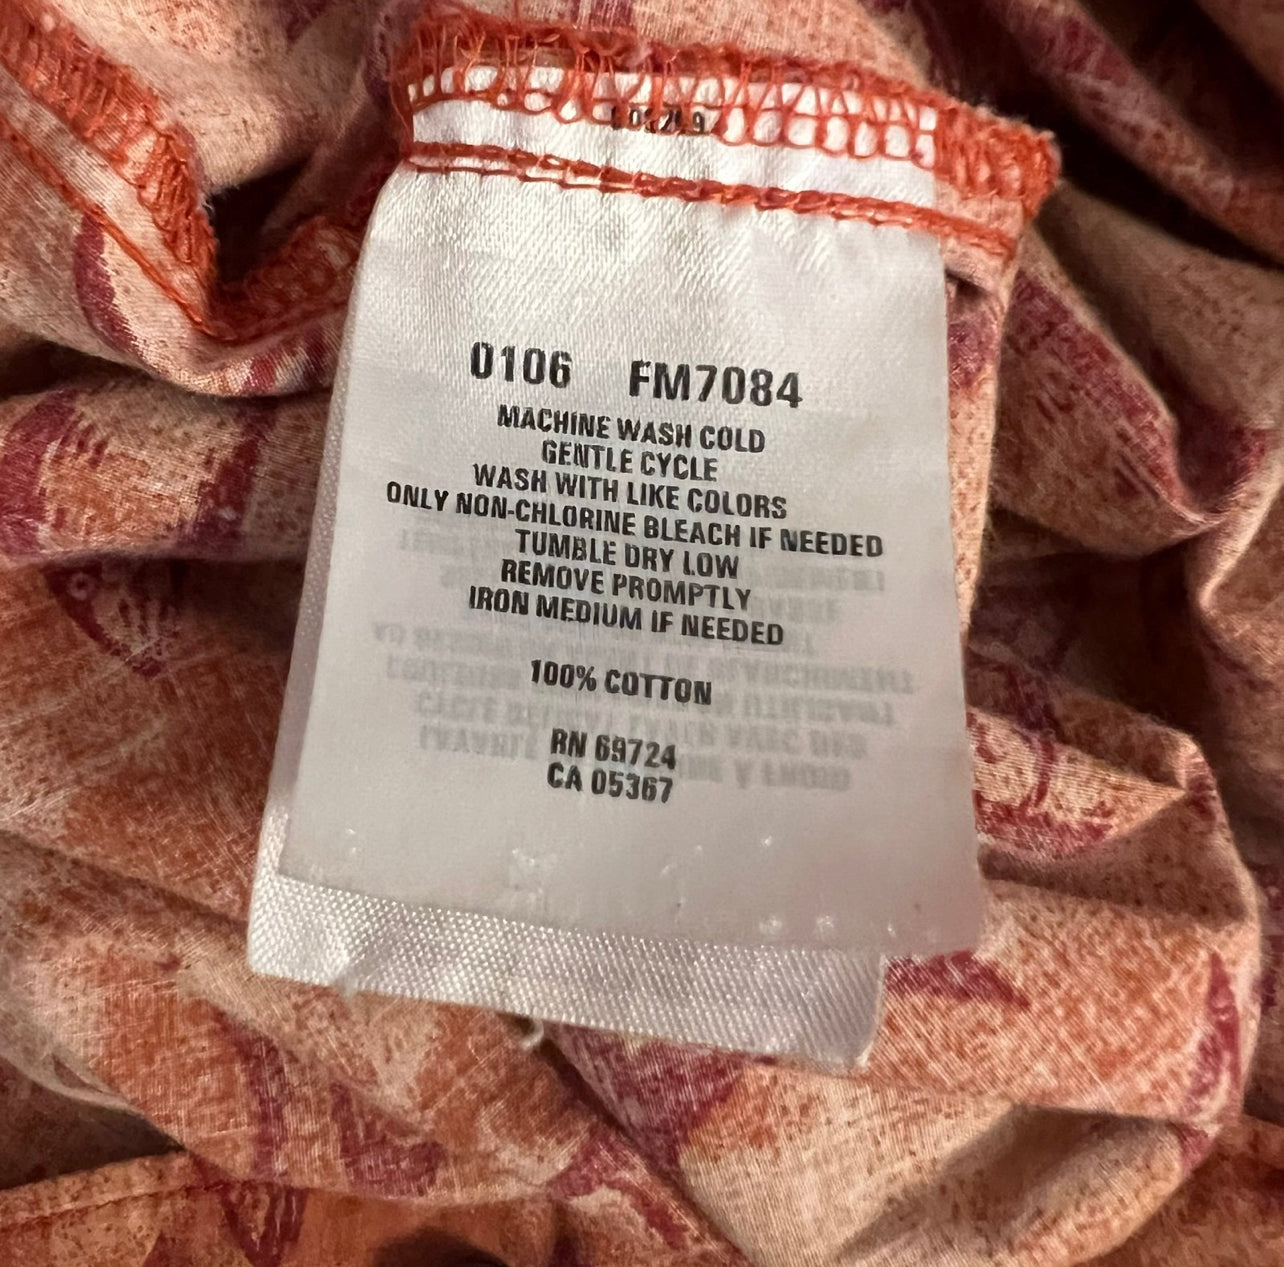 0106 FM7084
MACHINE WASH COLD
GENTLE CYCLE
WASH WITH LIKE COLORS
ONLY NON-CHLORINE BLEACH IF NEEDED
TUMBLE DRY LOW
REMOVE PROMPTLY
IRON MEDIUM IF NEEDED
100% COTTON
RN 69724
CA 05367